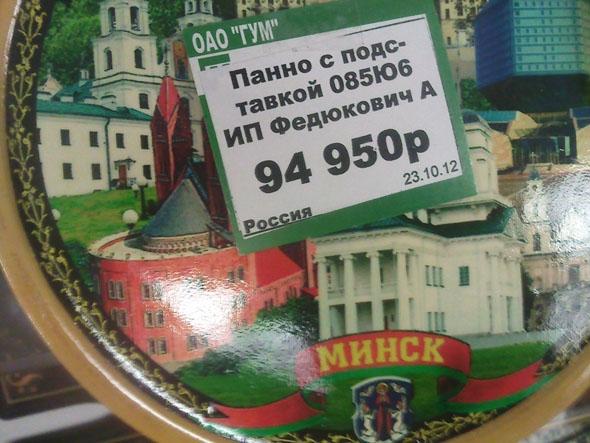 ОАО "ГУМ"
Панно с подс-
тавкой 085Ю6
ИП Федюкович А
94 950р
23.10.12
Россия
МИНСК